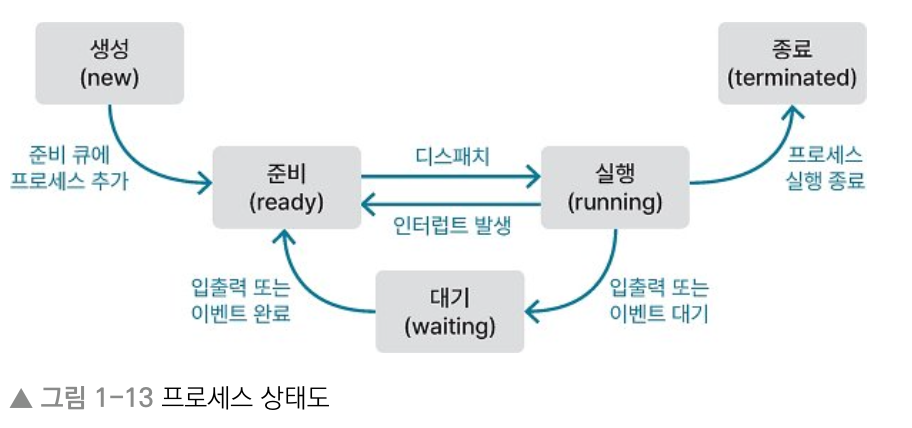 생성
(new)
종료
(terminated)
준비 큐에
프로세스 추가
디스패치
프로세스
실행 종료
준비
(ready)
실행
(running)
인터럽트 발생
입출력 또는
이벤트 완료
대기
(waiting)
입출력 또는
이벤트 대기
▲ 그림 1-13 프로세스 상태도